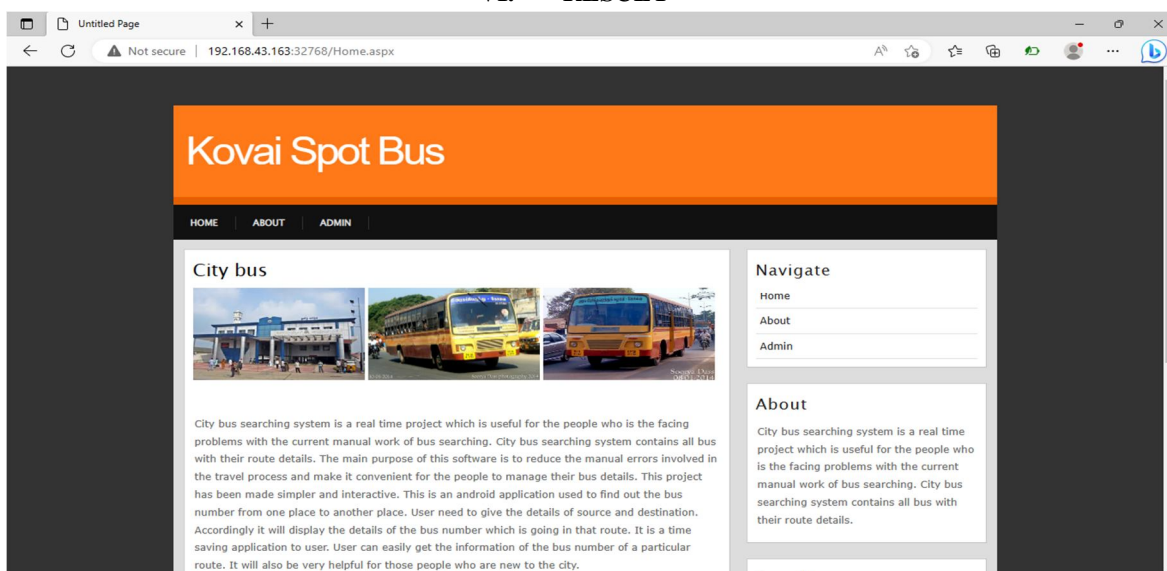 Untitled Page
Not secure | 192.168.43.163:32768/Home.aspx
Kovai Spot Bus
HOME ABOUT ADMIN
City bus
Sooriya Dass
08/01/2014
City bus searching system is a real time project which is useful for the people who is the facing
problems with the current manual work of bus searching. City bus searching system contains all bus
with their route details. The main purpose of this software is to reduce the manual errors involved in
the travel process and make it convenient for the people to manage their bus details. This project
has been made simpler and interactive. This is an android application used to find out the bus
number from one place to another place. User need to give the details of source and destination.
Accordingly it will display the details of the bus number which is going in that route. It is a time
saving application to user. User can easily get the information of the bus number of a particular
route. It will also be very helpful for those people who are new to the city.
Navigate
Home
About
Admin
About
City bus searching system is a real time
project which is useful for the people who
is the facing problems with the current
manual work of bus searching. City bus
searching system contains all bus with
their route details.